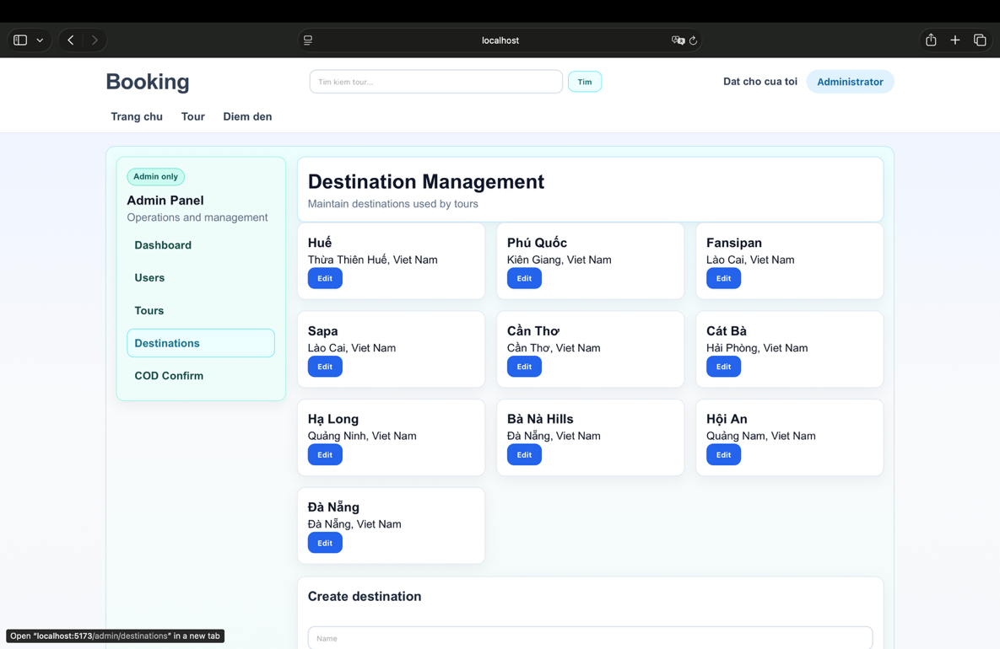 localhost
Booking
Tim kiem tour...
Tim
Dat cho cua toi
Administrator
Trang chu
Tour
Diem den
Admin only
Admin Panel
Operations and management
Dashboard
Users
Tours
Destinations
COD Confirm
Destination Management
Maintain destinations used by tours
Huế
Thừa Thiên Huế, Viet Nam
Edit
Phú Quốc
Kiên Giang, Viet Nam
Edit
Fansipan
Lào Cai, Viet Nam
Edit
Sapa
Lào Cai, Viet Nam
Edit
Cần Thơ
Cần Thơ, Viet Nam
Edit
Cát Bà
Hải Phòng, Viet Nam
Edit
Hạ Long
Quảng Ninh, Viet Nam
Edit
Bà Nà Hills
Đà Nẵng, Viet Nam
Edit
Hội An
Quảng Nam, Viet Nam
Edit
Đà Nẵng
Đà Nẵng, Viet Nam
Edit
Create destination
Name
Open "localhost:5173/admin/destinations" in a new tab